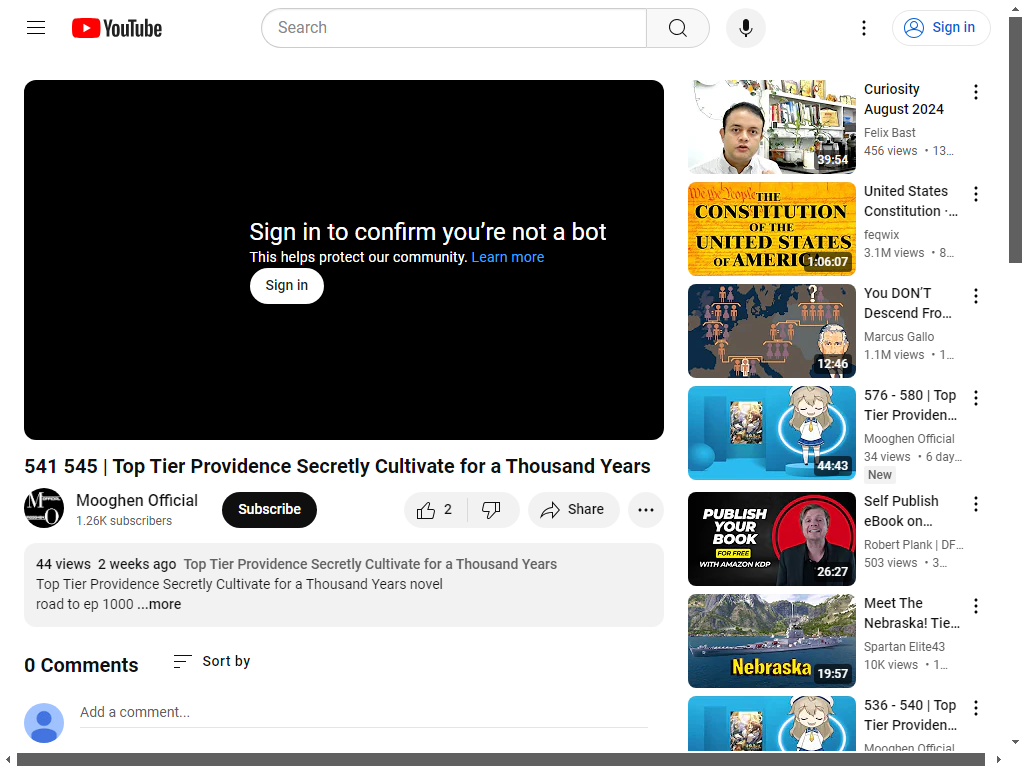 YouTube
Search
Sign in
Sign in to confirm you're not a bot
This helps protect our community. Learn more
Sign in
541 545 | Top Tier Providence Secretly Cultivate for a Thousand Years
Mooghen Official
1.26K subscribers
Subscribe
2
Share
44 views 2 weeks ago Top Tier Providence Secretly Cultivate for a Thousand Years
Top Tier Providence Secretly Cultivate for a Thousand Years novel
road to ep 1000 ...more
0 Comments
Sort by
Add a comment...
39:54
Curiosity
August 2024
Felix Bast
456 views • 13...
We the People THE
CONSTITUTION
OF THE
UNITED STATES
OF AMERICA
1:06:07
United States
Constitution ·...
feqwix
3.1M views • 8...
?
12:46
You DON'T
Descend Fro...
Marcus Gallo
1.1M views • 1...
44:43
576 - 580 | Top
Tier Providen...
Mooghen Official
34 views • 6 day...
New
PUBLISH
YOUR
BOOK
FOR FREE
WITH AMAZON KDP
26:27
Self Publish
eBook on...
Robert Plank | DF...
503 views • 3...
Nebraska
19:57
Meet The
Nebraska! Tie...
Spartan Elite43
10K views • 1...
536 - 540 | Top
Tier Providen...
Mooghen Official